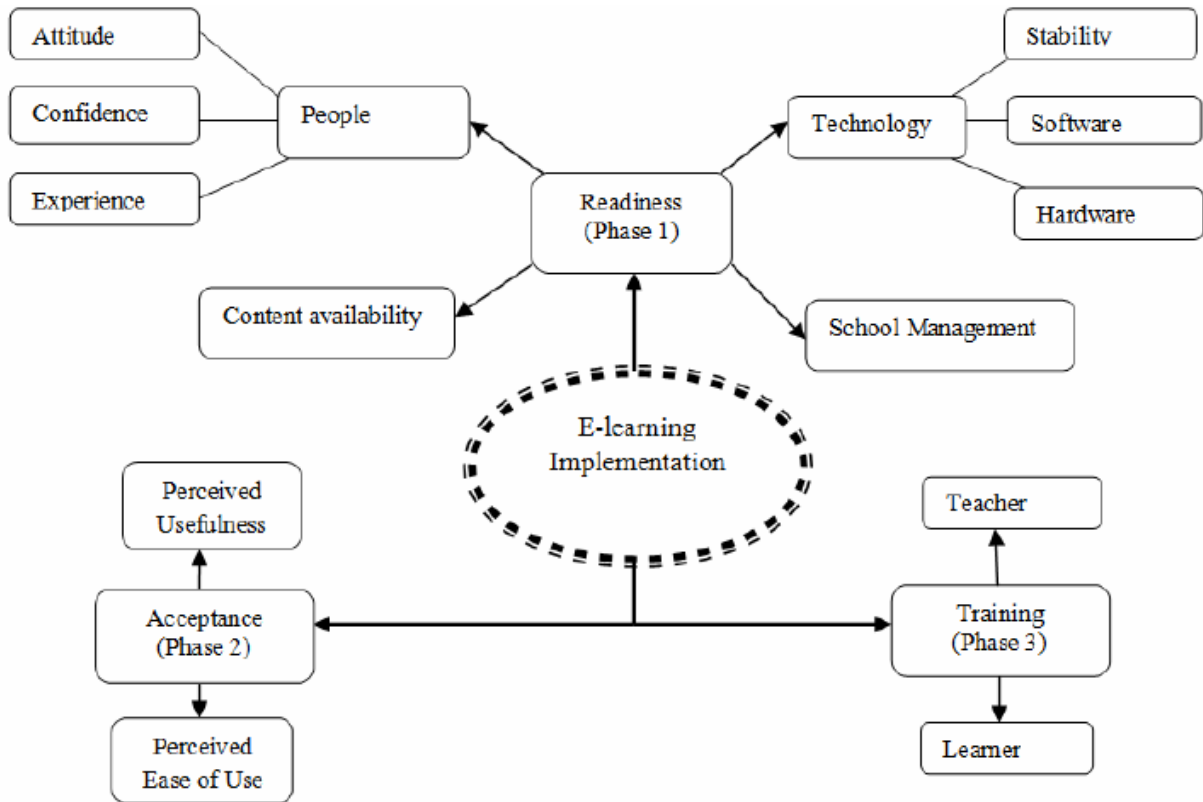 Attitude
Stability
Confidence
People
Technology
Software
Experience
Readiness
(Phase 1)
Hardware
Content availability
School Management
E-learning
Implementation
Perceived
Usefulness
Teacher
Acceptance
(Phase 2)
Training
(Phase 3)
Perceived
Ease of Use
Learner